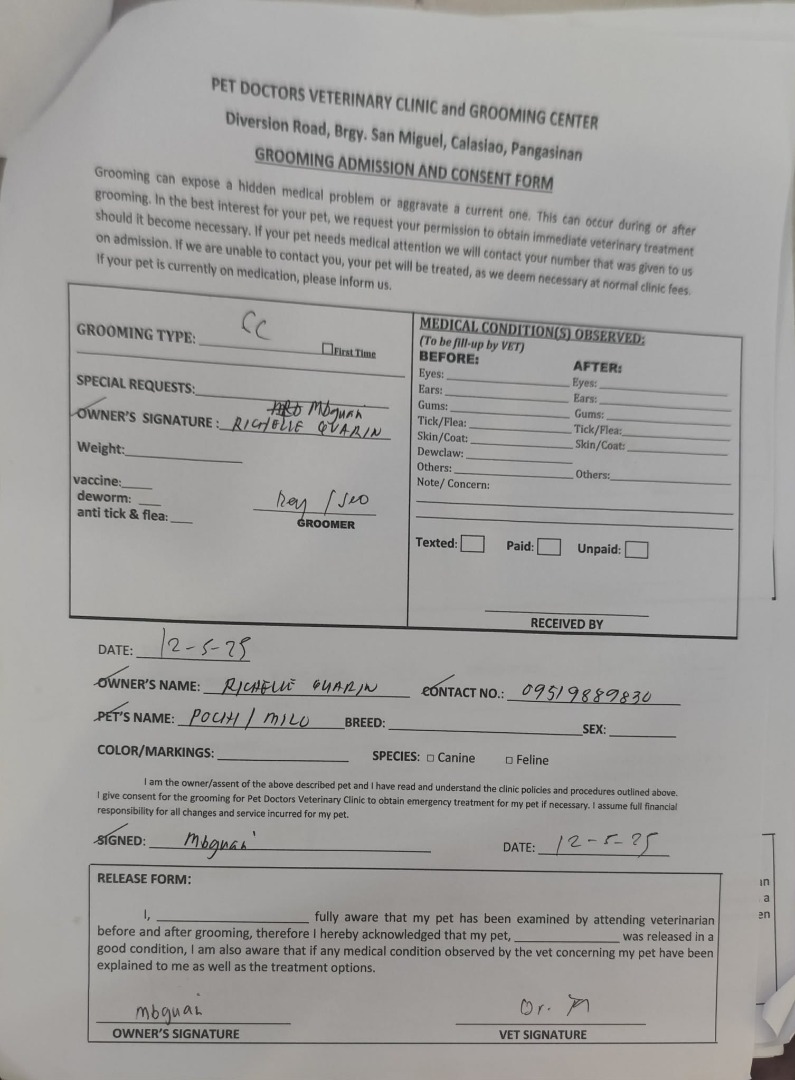 PET DOCTORS VETERINARY CLINIC and GROOMING CENTER
Diversion Road, Brgy. San Miguel, Calasiao, Pangasinan
GROOMING ADMISSION AND CONSENT FORM
Grooming can expose a hidden medical problem or aggravate a current one. This can occur during or after
grooming. In the best interest for your pet, we request your permission to obtain immediate veterinary treatment
should it become necessary. If your pet needs medical attention we will contact your number that was given to us
on admission. If we are unable to contact you, your pet will be treated, as we deem necessary at normal clinic fees.
If your pet is currently on medication, please inform us.
GROOMING TYPE: CC
First Time
SPECIAL REQUESTS:
OWNER'S SIGNATURE : RICHELLE GUARIN
Weight:
vaccine:
deworm:
anti tick & flea:
GROOMER
MEDICAL CONDITION(S) OBSERVED:
(To be fill-up by VET)
BEFORE: AFTER:
Eyes: Eyes:
Ears: Ears:
Gums: Gums:
Tick/Flea: Tick/Flea:
Skin/Coat: Skin/Coat:
Dewclaw:
Others: Others:
Note/ Concern:
Texted: Paid: Unpaid:
RECEIVED BY
DATE: 12-5-25
OWNER'S NAME: RICHELLE GUARIN CONTACT NO.: 09519889830
PET'S NAME: POCHI / MILO BREED: SEX:
COLOR/MARKINGS: SPECIES: Canine Feline
I am the owner/assent of the above described pet and I have read and understand the clinic policies and procedures outlined above.
I give consent for the grooming for Pet Doctors Veterinary Clinic to obtain emergency treatment for my pet if necessary. I assume full financial
responsibility for all changes and service incurred for my pet.
SIGNED: DATE: 12-5-25
RELEASE FORM:
I, fully aware that my pet has been examined by attending veterinarian
before and after grooming, therefore I hereby acknowledged that my pet, was released in a
good condition, I am also aware that if any medical condition observed by the vet concerning my pet have been
explained to me as well as the treatment options.
Dr.
OWNER'S SIGNATURE VET SIGNATURE